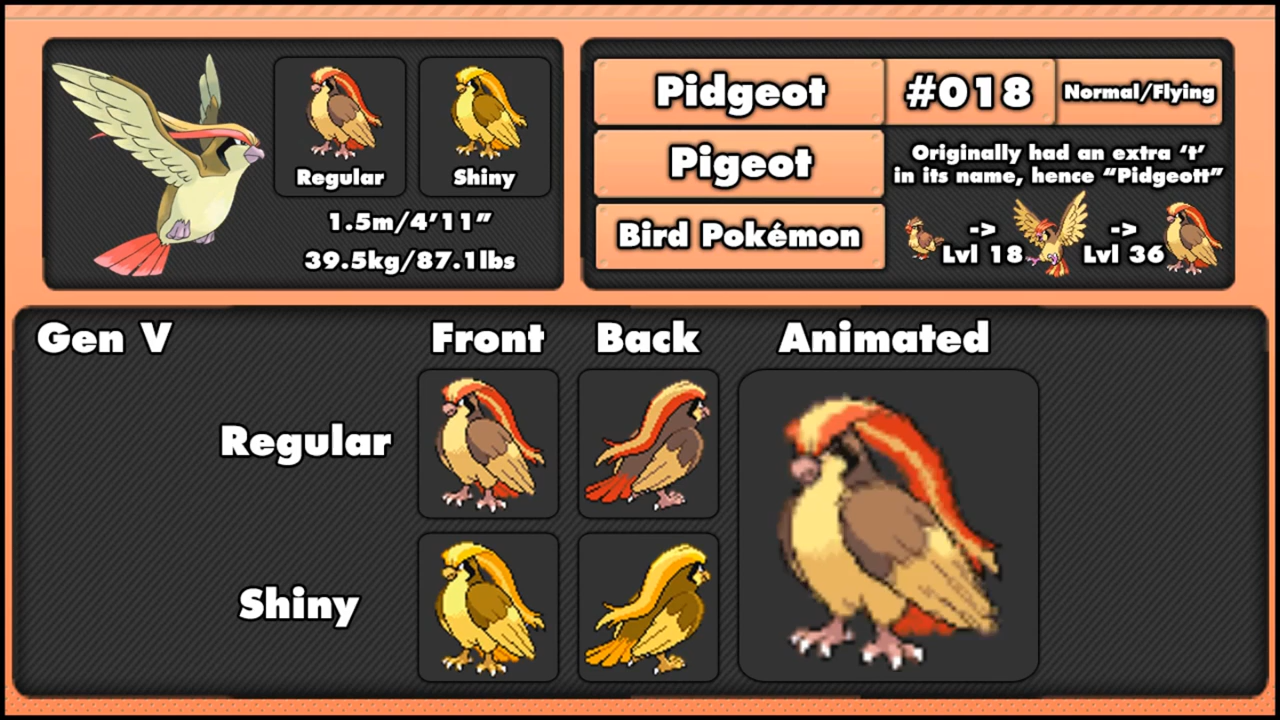 Regular
Shiny
1.5m/4’11”
39.5kg/87.1lbs
Pidgeot
#018
Normal/Flying
Pigeot
Originally had an extra ‘t’
in its name, hence “Pidgeott”
Bird Pokémon
->
Lvl 18
->
Lvl 36
Gen V
Front
Back
Animated
Regular
Shiny